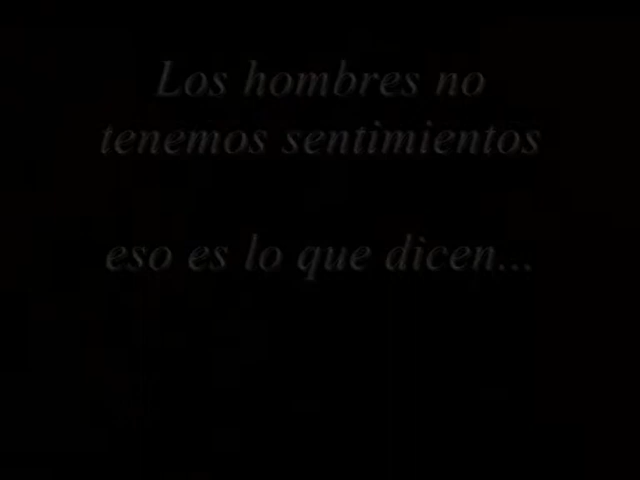 Los hombres no
tenemos sentimientos
eso es lo que dicen...